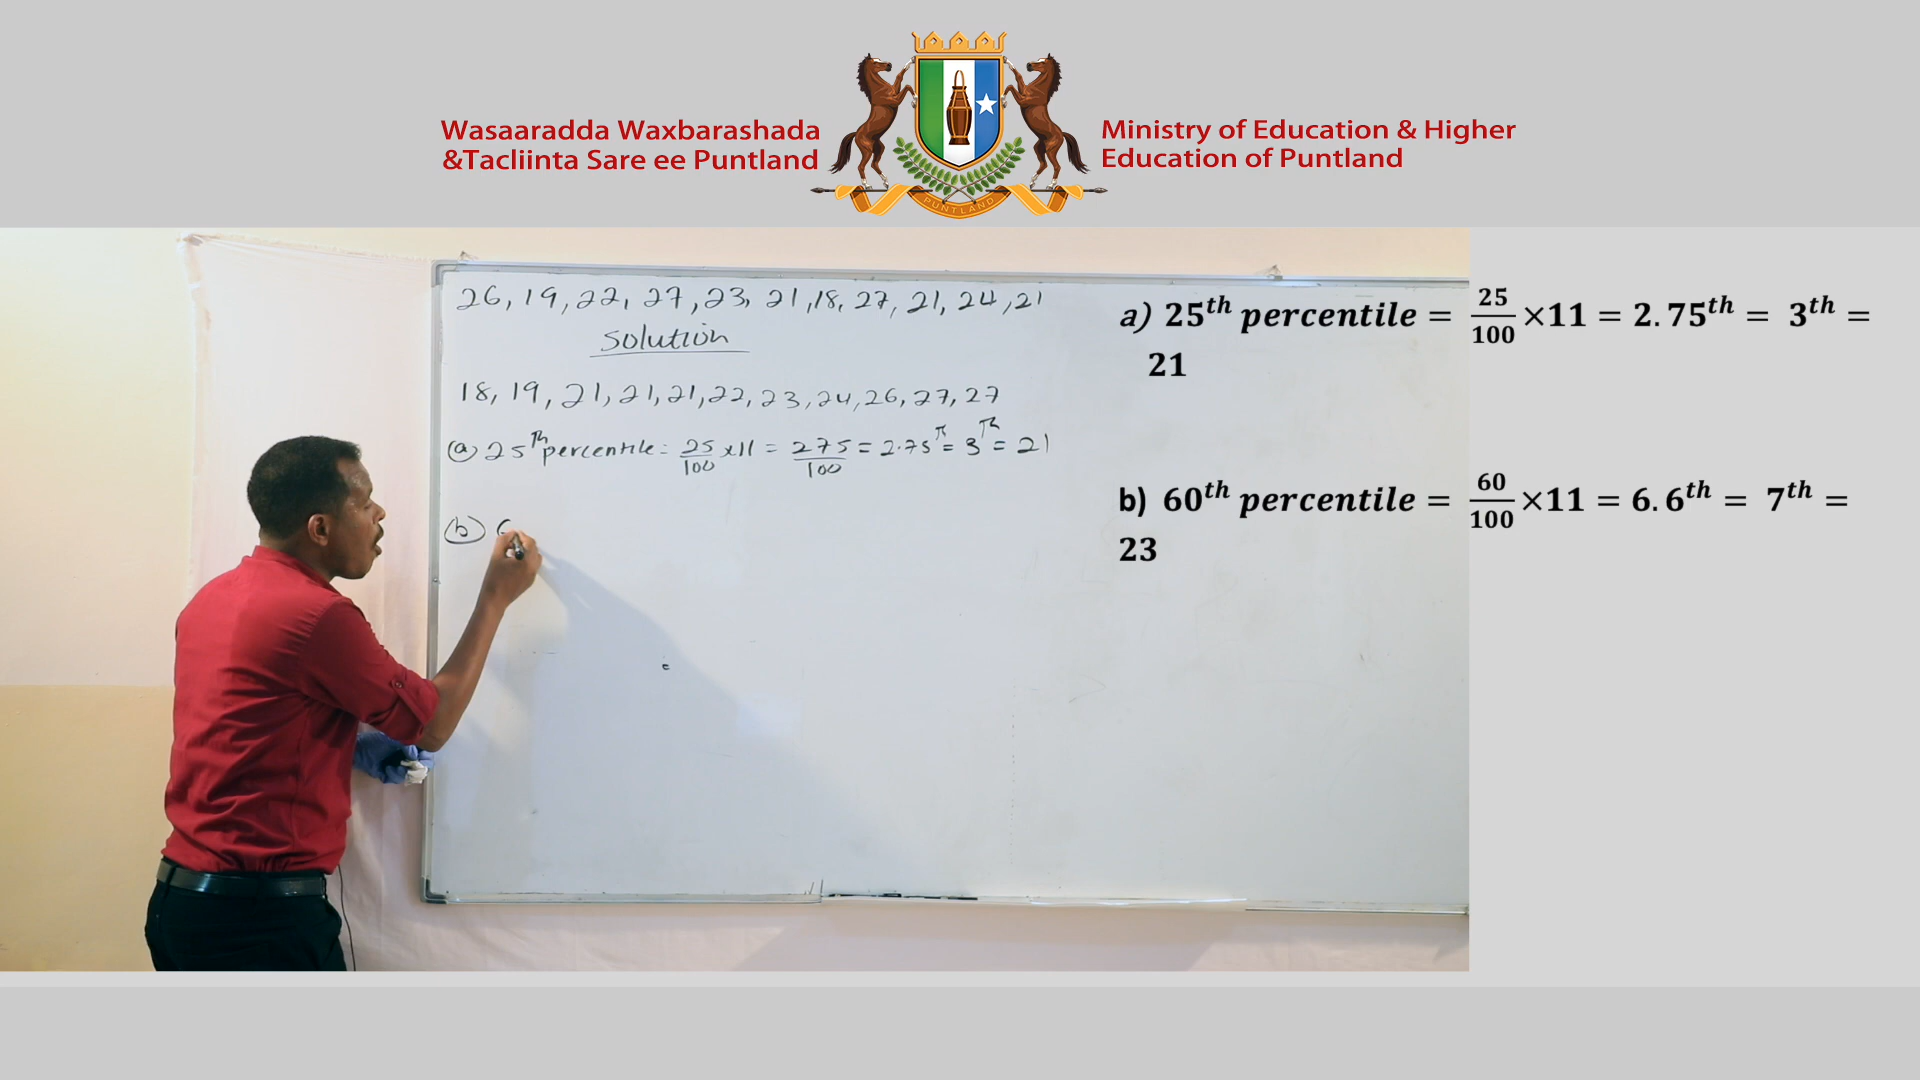 Wasaaradda Waxbarashada
&Tacliinta Sare ee Puntland
Ministry of Education & Higher
Education of Puntland
PUNTLAND
26, 19, 22, 27, 23, 21, 18, 27, 21, 24, 21
Solution
18, 19, 21, 21, 21, 22, 23, 24, 26, 27, 27
(a) 25th percentile = 25/100 x 11 = 275/100 = 2.75th = 3th = 21
(b) 6
a) 25th percentile = 25/100 ×11 = 2.75th = 3th =
21
b) 60th percentile = 60/100 ×11 = 6.6th = 7th =
23